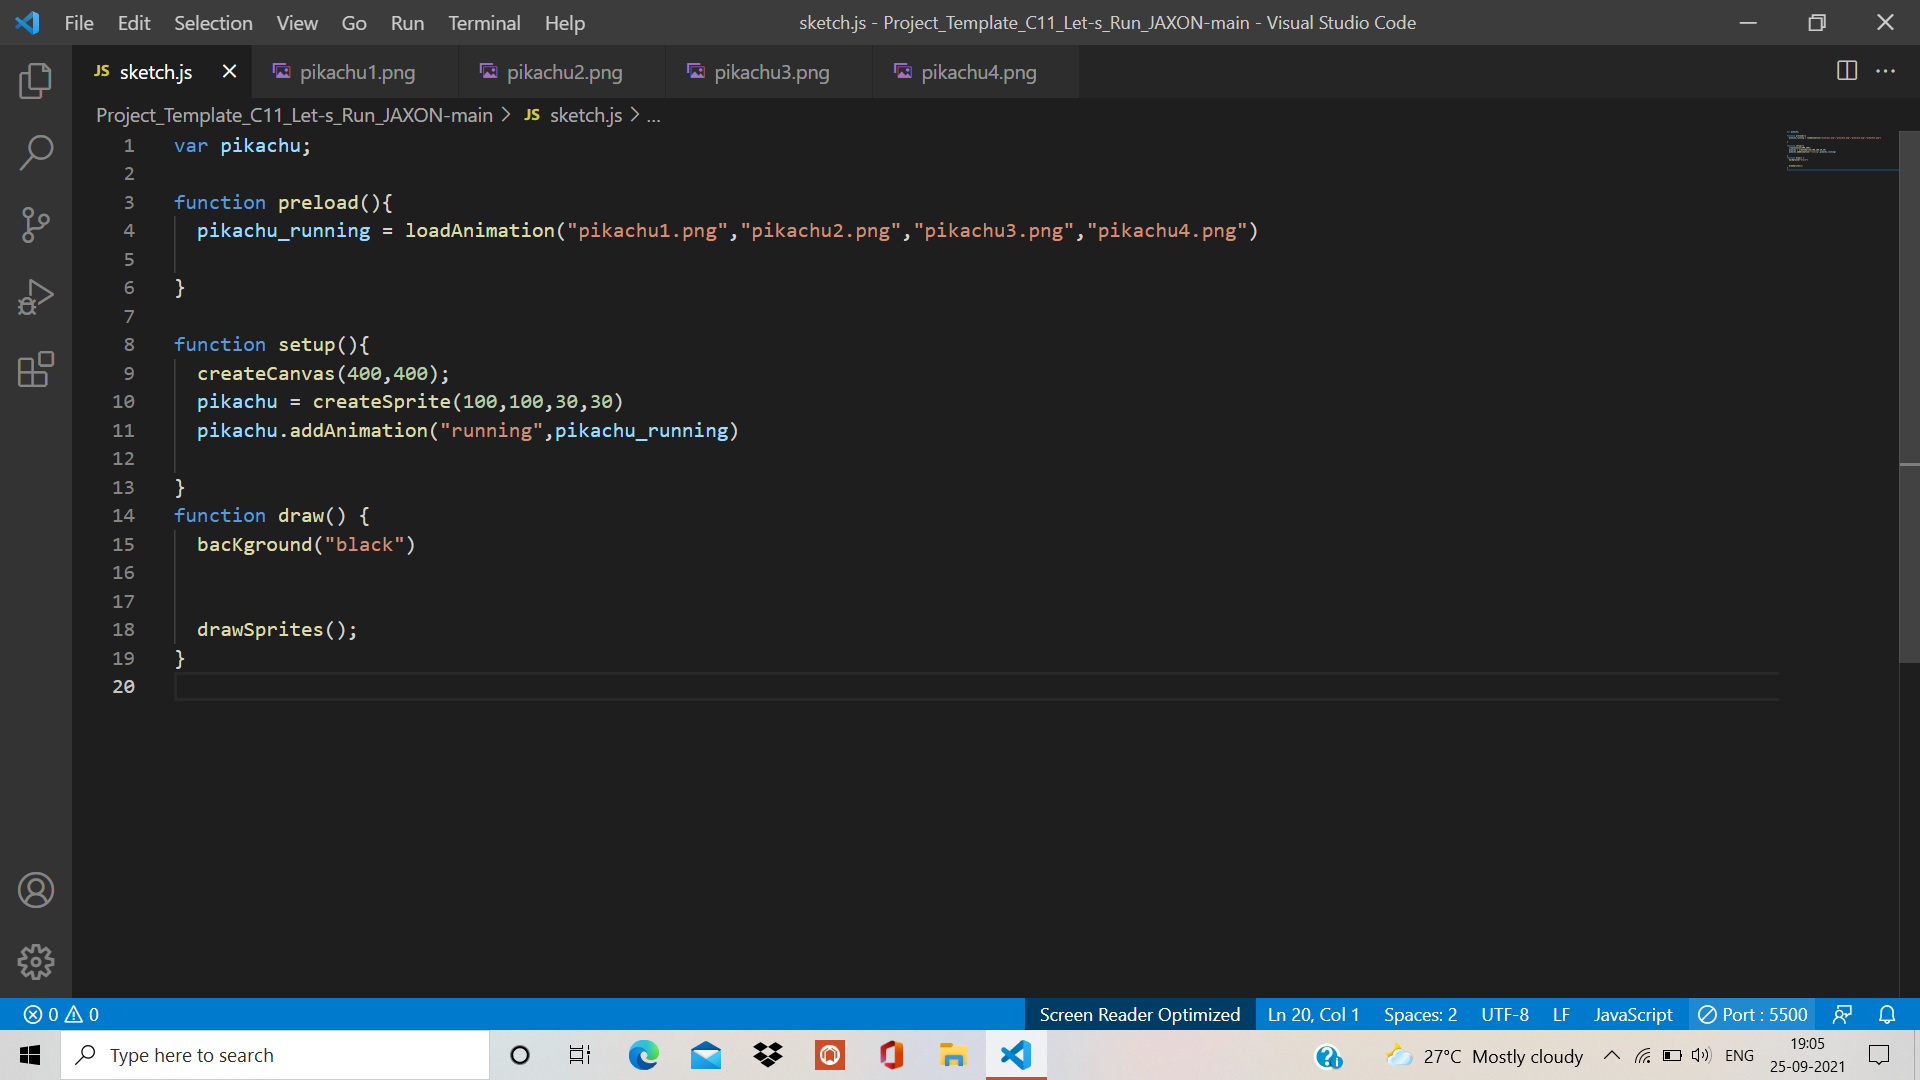 File Edit Selection View Go Run Terminal Help sketch.js - Project_Template_C11_Let-s_Run_JAXON-main - Visual Studio Code
JS sketch.js pikachu1.png pikachu2.png pikachu3.png pikachu4.png
Project_Template_C11_Let-s_Run_JAXON-main > JS sketch.js > ...
1 var pikachu;
2
3 function preload(){
4 pikachu_running = loadAnimation("pikachu1.png","pikachu2.png","pikachu3.png","pikachu4.png")
5
6 }
7
8 function setup(){
9 createCanvas(400,400);
10 pikachu = createSprite(100,100,30,30)
11 pikachu.addAnimation("running",pikachu_running)
12
13 }
14 function draw() {
15 bacKground("black")
16
17
18 drawSprites();
19 }
20
0 0 Screen Reader Optimized Ln 20, Col 1 Spaces: 2 UTF-8 LF JavaScript Port : 5500
Type here to search 27°C Mostly cloudy ENG 19:05
25-09-2021